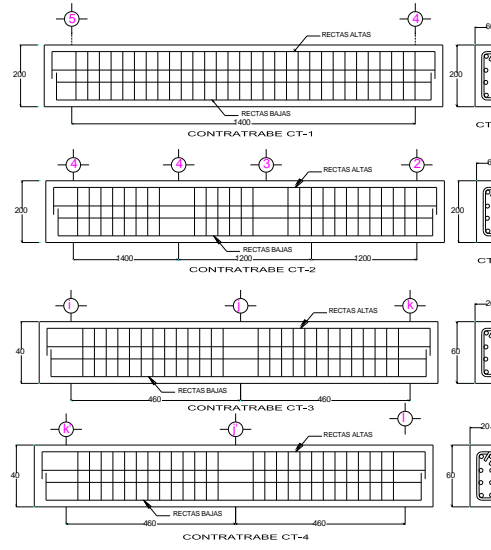 5 4
RECTAS ALTAS
200 200
RECTAS BAJAS
1400
CONTRATRABE CT-1
4 4 3 2
RECTAS ALTAS
200 200
RECTAS BAJAS
1400 1200 1200
CONTRATRABE CT-2
i j k 20
RECTAS ALTAS
40 60
RECTAS BAJAS
460 460
CONTRATRABE CT-3
k j l 20
RECTAS ALTAS
40 60
RECTAS BAJAS
460 460
CONTRATRABE CT-4